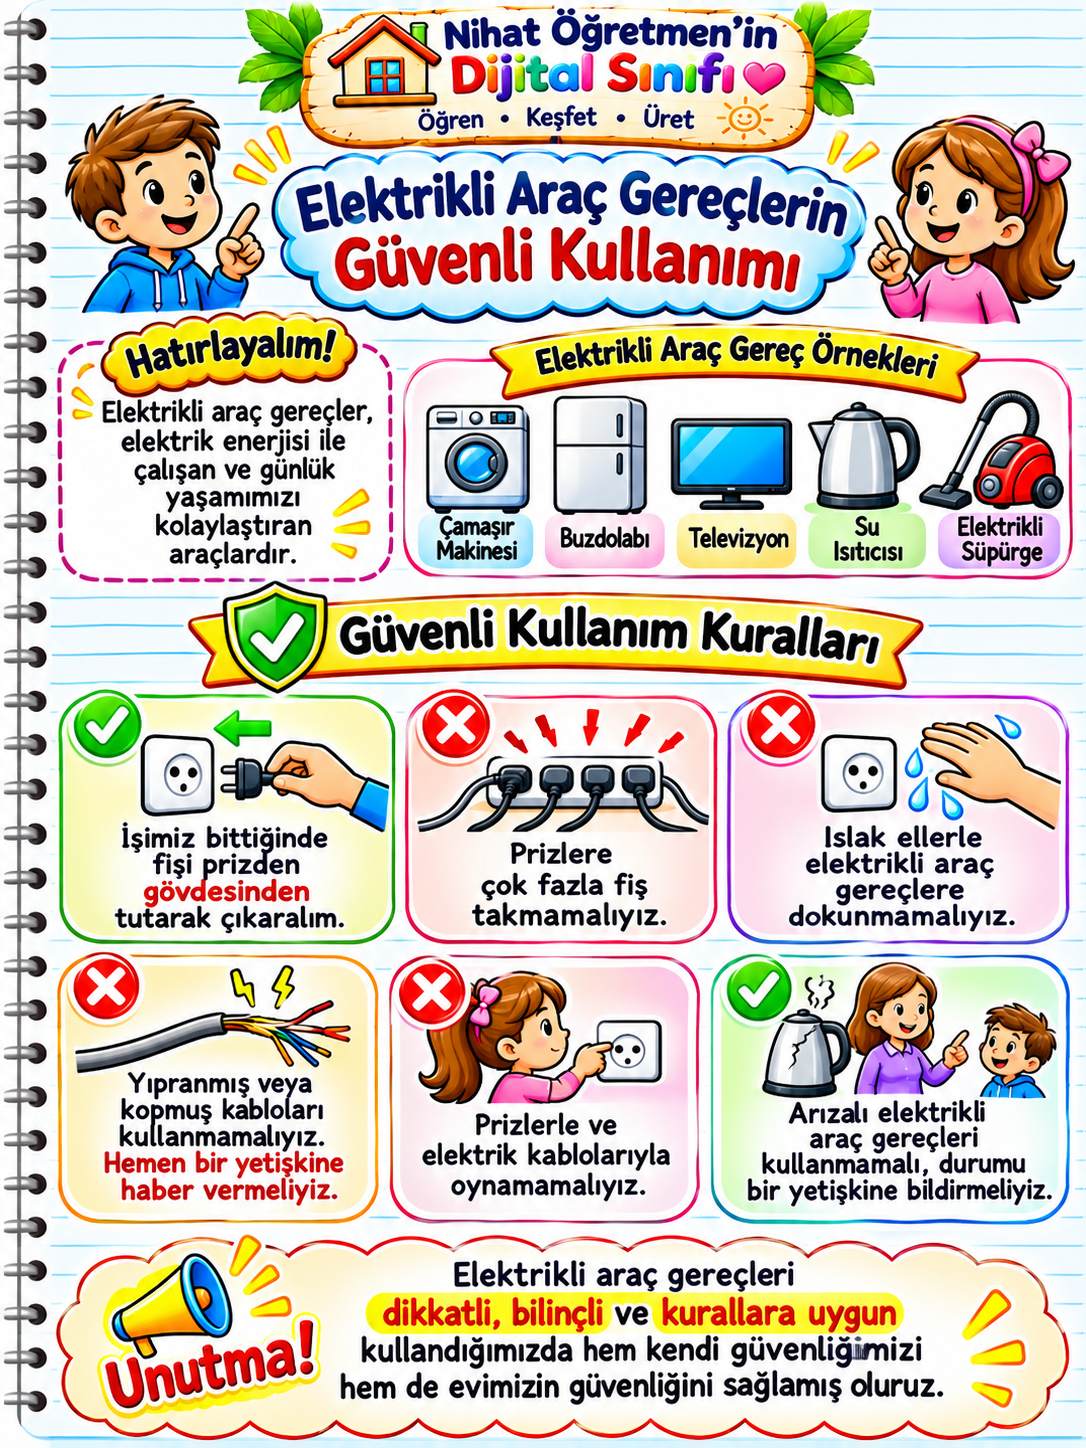 Nihat Öğretmen'in
Dijital Sınıfı
Öğren • Keşfet • Üret
Elektrikli Araç Gereçlerin
Güvenli Kullanımı
Hatırlayalım!
Elektrikli araç gereçler,
elektrik enerjisi ile
çalışan ve günlük
yaşamımızı
kolaylaştıran
araçlardır.
Elektrikli Araç Gereç Örnekleri
Çamaşır
Makinesi
Buzdolabı
Televizyon
Su
Isıtıcısı
Elektrikli
Süpürge
Güvenli Kullanım Kuralları
İşimiz bittiğinde
fişi prizden
gövdesinden
tutarak çıkaralım.
Prizlere
çok fazla fiş
takmamalıyız.
Islak ellerle
elektrikli araç
gereçlere
dokunmamalıyız.
Yıpranmış veya
kopmuş kabloları
kullanmamalıyız.
Hemen bir yetişkine
haber vermeliyiz.
Prizlerle ve
elektrik kablolarıyla
oynamamalıyız.
Arızalı elektrikli
araç gereçleri
kullanmamalı, durumu
bir yetişkine bildirmeliyiz.
Unutma!
Elektrikli araç gereçleri
dikkatli, bilinçli ve kurallara uygun
kullandığımızda hem kendi güvenliğimizi
hem de evimizin güvenliğini sağlamış oluruz.